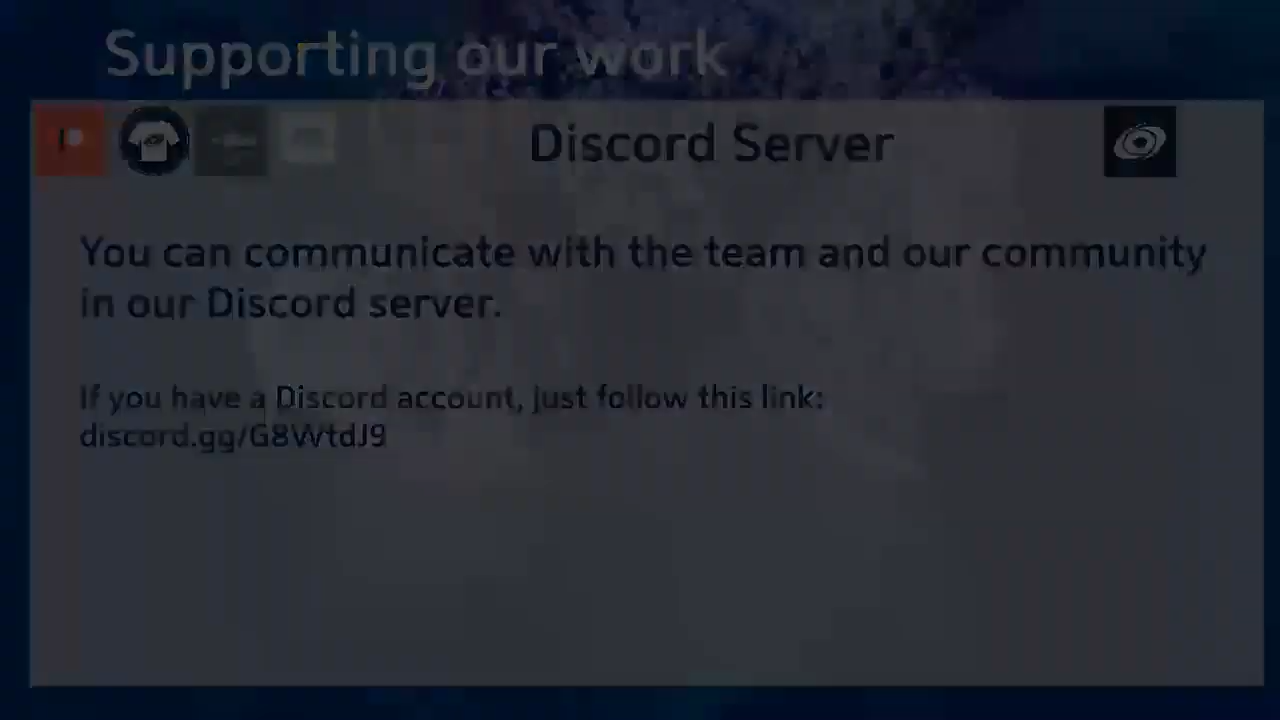 Supporting our work
Discord Server
You can communicate with the team and our community
in our Discord server.
If you have a Discord account, just follow this link:
discord.gg/G8WtdJ9